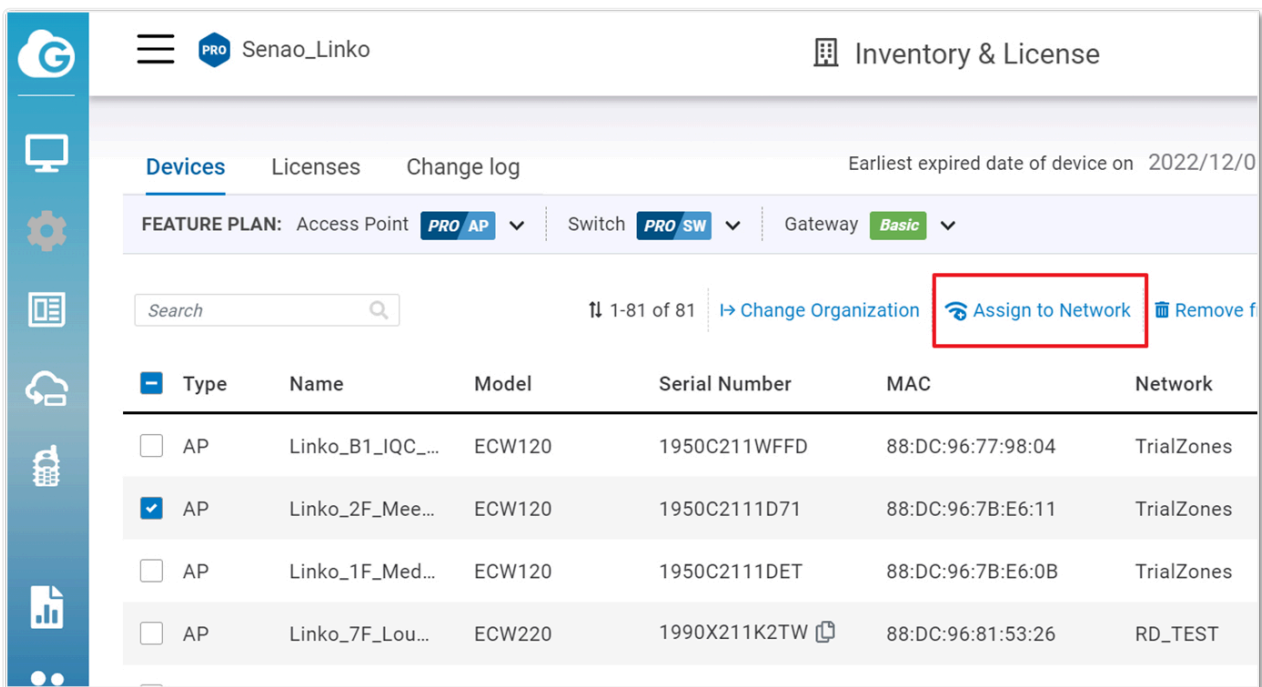 G
PRO Senao_Linko Inventory & License
Devices Licenses Change log Earliest expired date of device on 2022/12/0
FEATURE PLAN: Access Point PRO AP Switch PRO SW Gateway Basic
Search 1-81 of 81 Change Organization Assign to Network Remove f
Type Name Model Serial Number MAC Network
AP Linko_B1_IQC_... ECW120 1950C211WFFD 88:DC:96:77:98:04 TrialZones
AP Linko_2F_Mee... ECW120 1950C2111D71 88:DC:96:7B:E6:11 TrialZones
AP Linko_1F_Med... ECW120 1950C2111DET 88:DC:96:7B:E6:0B TrialZones
AP Linko_7F_Lou... ECW220 1990X211K2TW 88:DC:96:81:53:26 RD_TEST